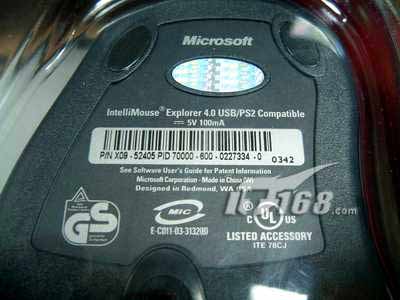 Microsoft
IntelliMouse® Explorer 4.0 USB/PS2 Compatible
5V 100mA
P/N X09-52405 PID 70000-600-0227334-0 0342
See Software User's Guide for Patent Information
Microsoft Corporation - Made in China (W)
Designed in Redmond, WA USA
IT168.com
GS
MIC
E-C011-03-3132(B)
C UL US
LISTED ACCESSORY
ITE 78CJ